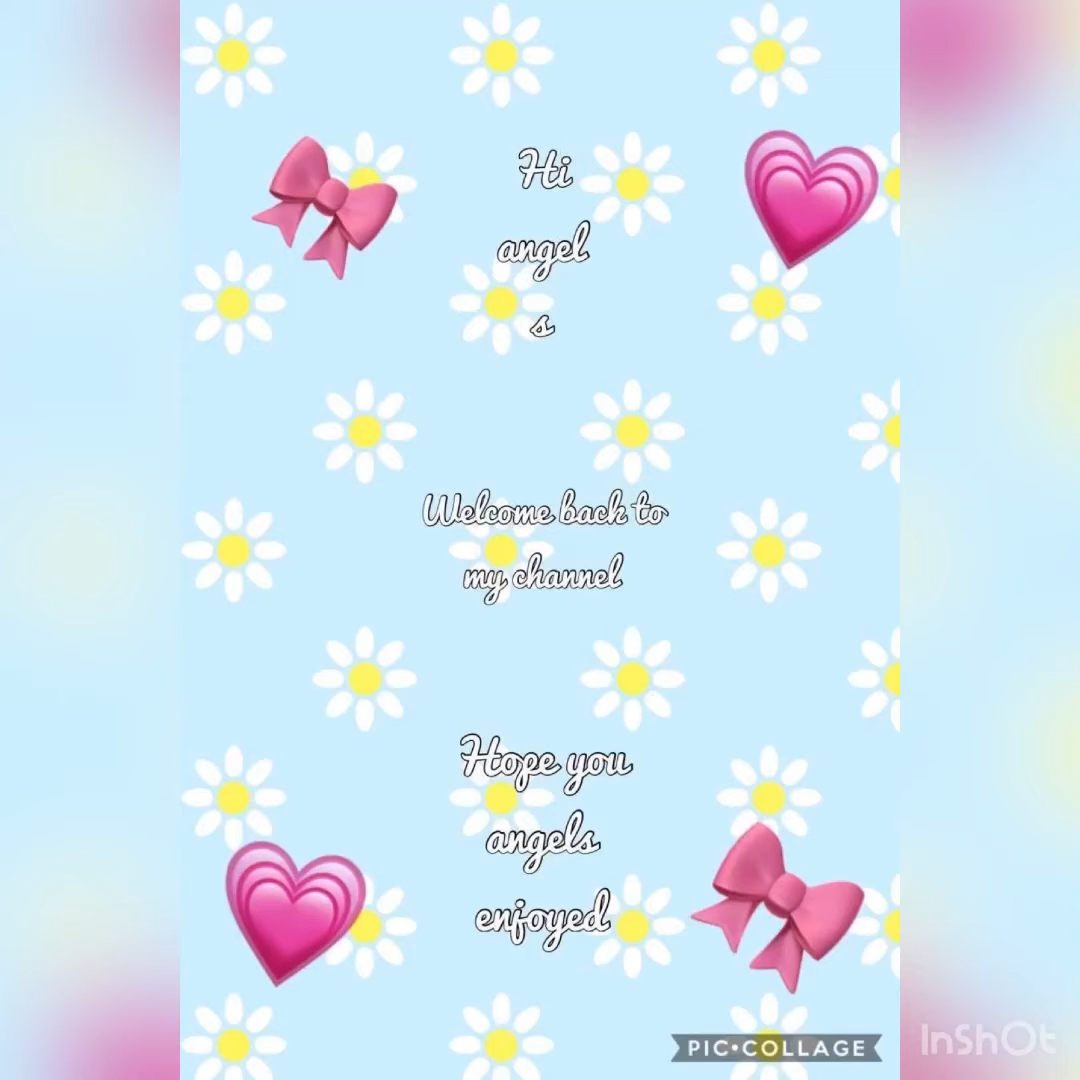 Hi
angel
s
Welcome back to
my channel
Hope you
angels
enjoyed
PIC•COLLAGE
InShOt